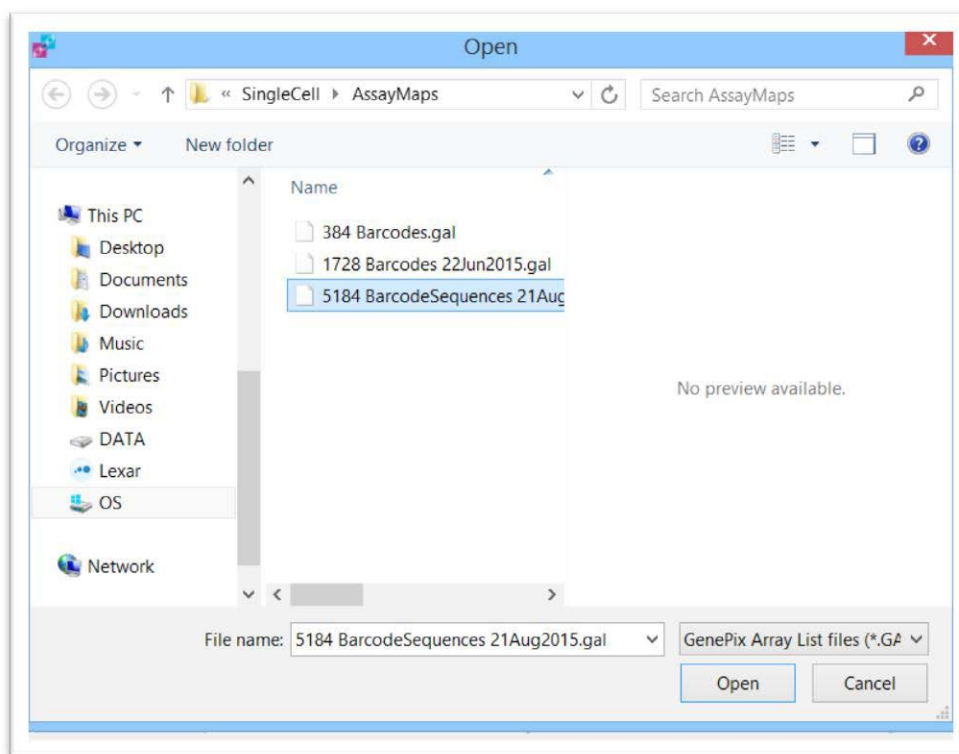 Open
« SingleCell AssayMaps
Search AssayMaps
Organize
New folder
Name
This PC
Desktop
Documents
Downloads
Music
Pictures
Videos
DATA
Lexar
OS
Network
384 Barcodes.gal
1728 Barcodes 22Jun2015.gal
5184 BarcodeSequences 21Aug
No preview available.
File name: 5184 BarcodeSequences 21Aug2015.gal
GenePix Array List files (*.GA
Open
Cancel